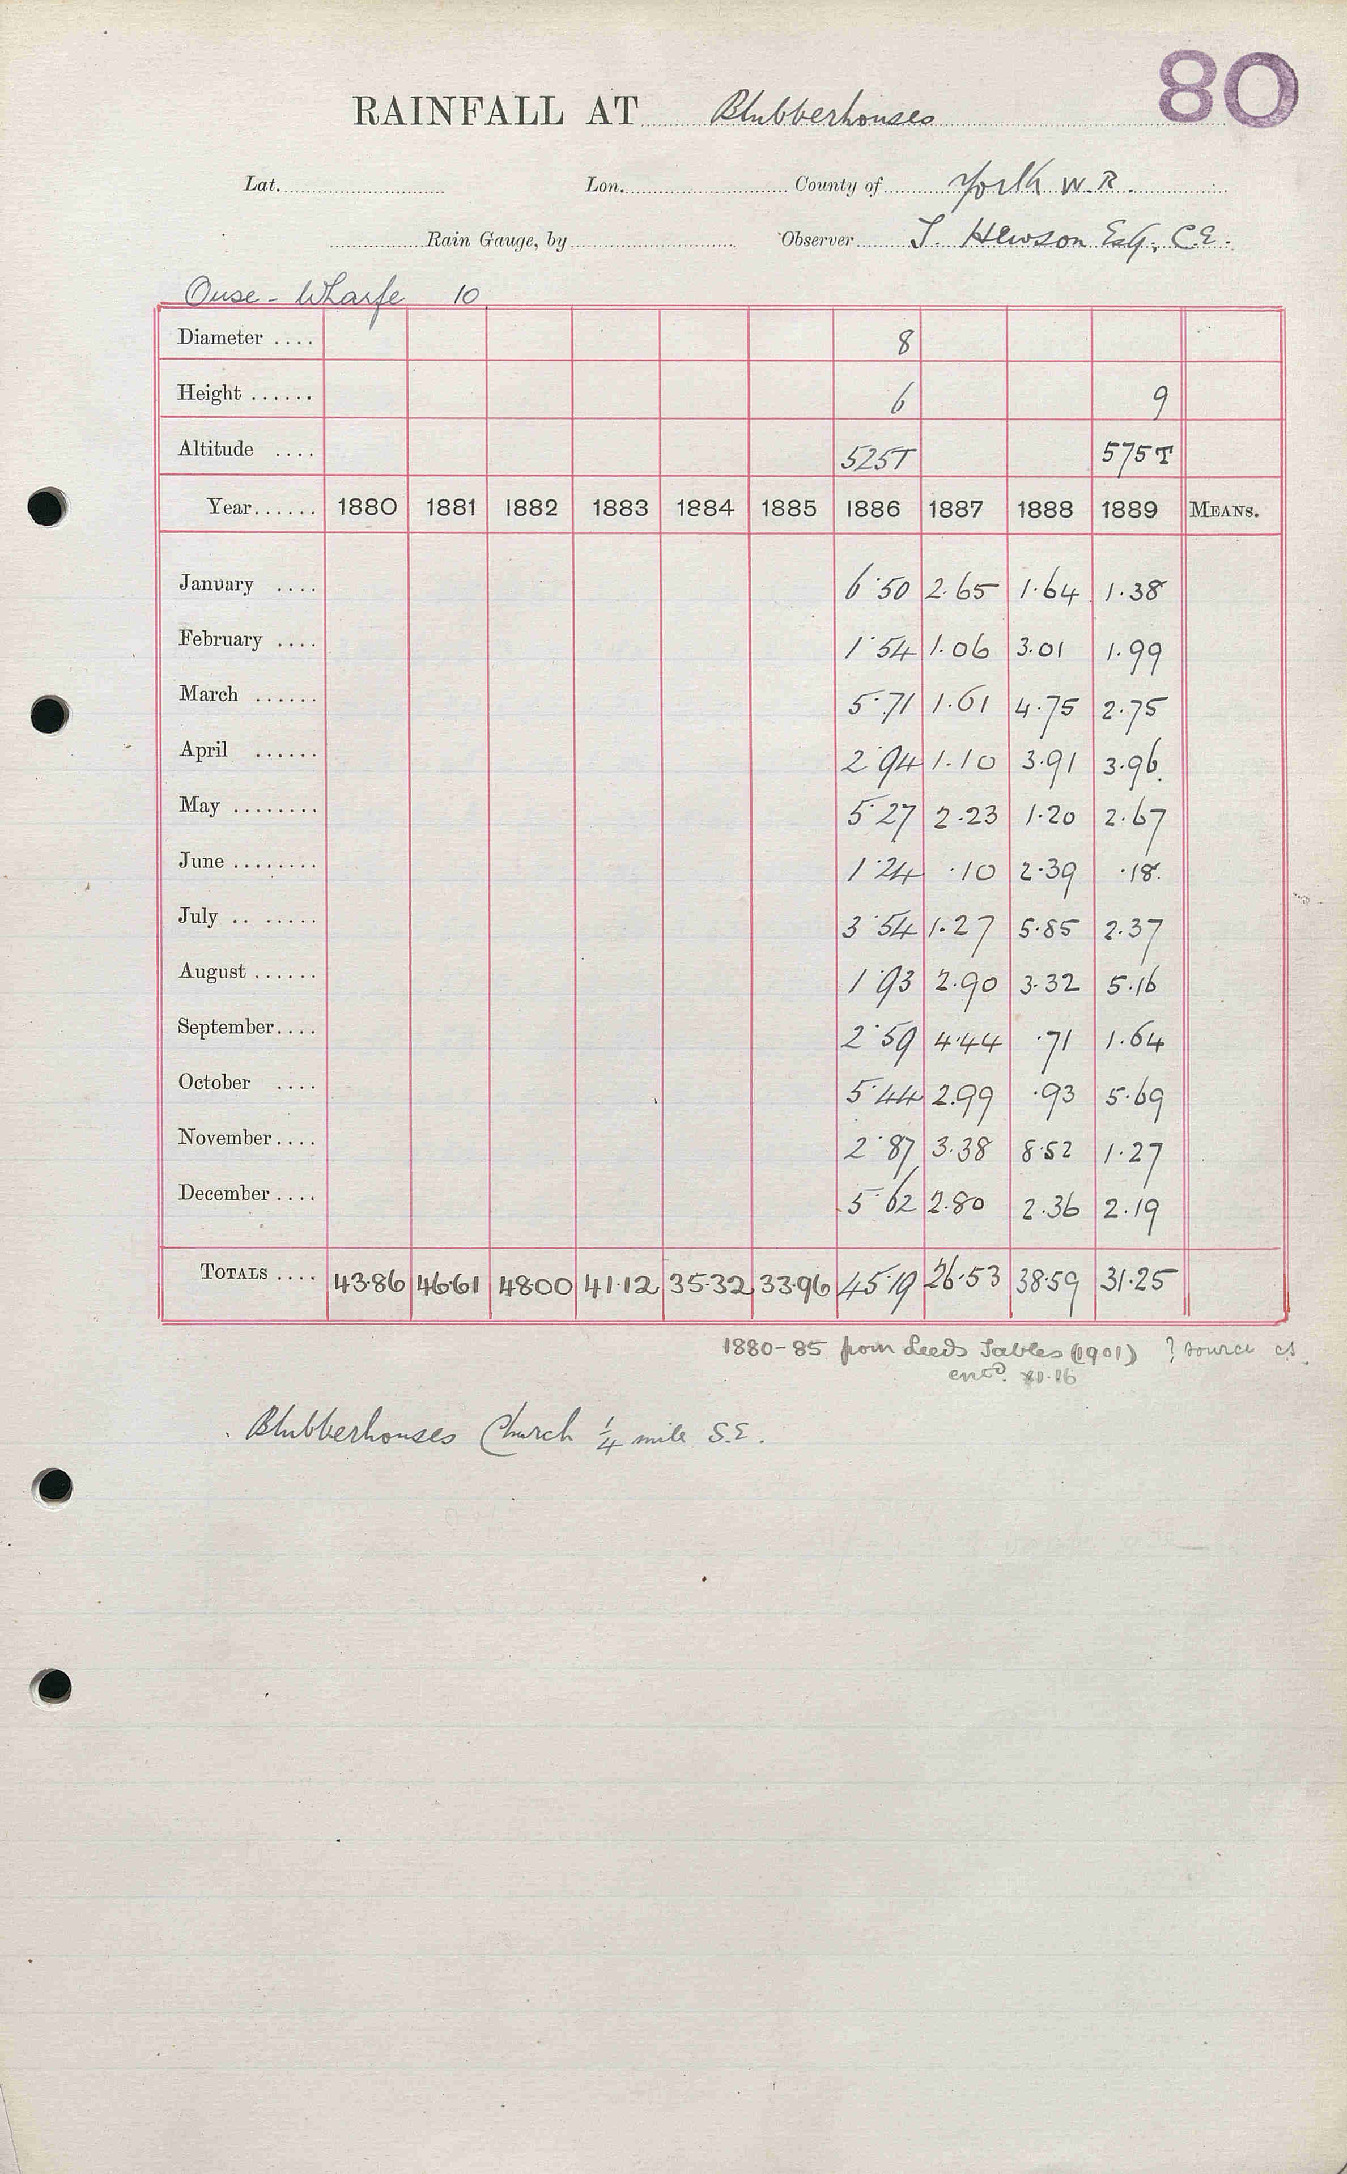 80
RAINFALL AT Blubberhouses
Lat. Lon. County of York W.R.
Rain Gauge, by Observer T. Hewson Esq. C.E.
Ouse - Wharfe 10
Diameter .... 8
Height ...... 6 9
Altitude .... 525T 575T
Year...... 1880 1881 1882 1883 1884 1885 1886 1887 1888 1889 MEANS.
January .... 6.50 2.65 1.64 1.38
February .... 1.54 1.06 3.01 1.99
March ...... 5.71 1.61 4.75 2.75
April ...... 2.94 1.10 3.91 3.96
May ........ 5.27 2.23 1.20 2.67
June ........ 1.24 .10 2.39 .18
July .. ..... 3.54 1.27 5.85 2.37
August ...... 1.93 2.90 3.32 5.16
September.... 2.59 4.44 .71 1.64
October .... 5.44 2.99 .93 5.69
November.... 2.87 3.38 8.52 1.27
December.... 5.62 2.80 2.36 2.19
TOTALS .... 43.86 46.61 48.00 41.12 35.32 33.96 45.19 26.53 38.59 31.25
1880-85 from Leeds Tables (1901) ? source
Blubberhouses Church 1/4 mile S.E.